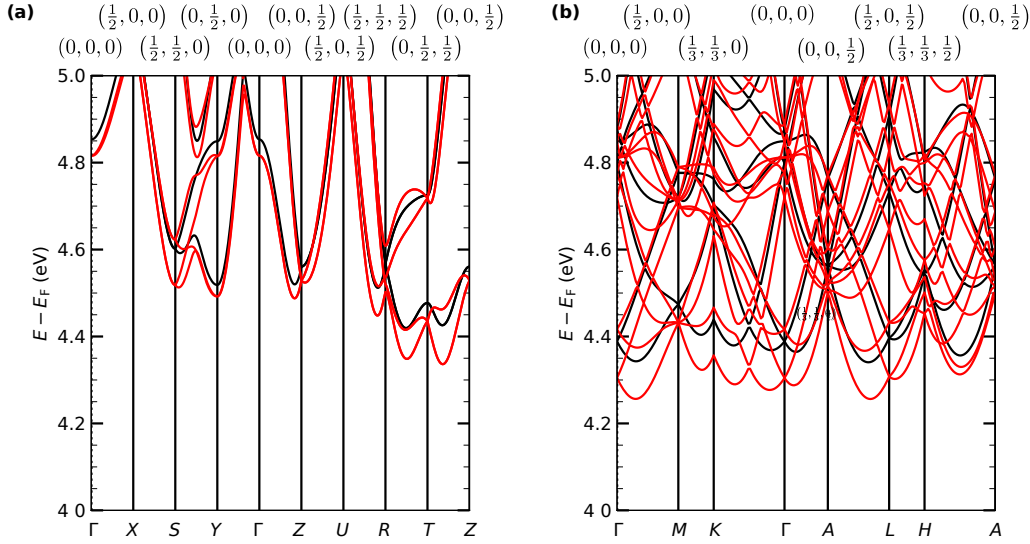 (a)
(1/2, 0, 0) (0, 1/2, 0) (0, 0, 1/2) (1/2, 1/2, 1/2) (0, 0, 1/2)
(0, 0, 0) (1/2, 1/2, 0) (0, 0, 0) (1/2, 0, 1/2) (0, 1/2, 1/2)
5.0
4.8
4.6
4.4
4.2
4 0
E − E_F (eV)
Γ X S Y Γ Z U R T Z
(b)
(1/2, 0, 0) (0, 0, 0) (1/2, 0, 1/2) (0, 0, 1/2)
(0, 0, 0) (1/3, 1/3, 0) (0, 0, 1/2) (1/3, 1/3, 1/2)
5.0
4.8
4.6
4.4
4.2
4 0
E − E_F (eV)
Γ M K Γ A L H A